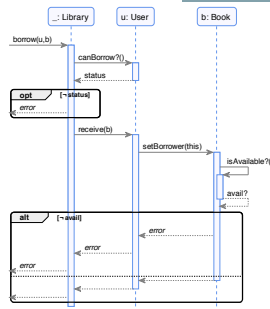 _: Library
u: User
b: Book
borrow(u,b)
canBorrow?()
status
opt [¬status]
error
receive(b)
setBorrower(this)
isAvailable?(
avail?
alt [¬avail]
error
error
error